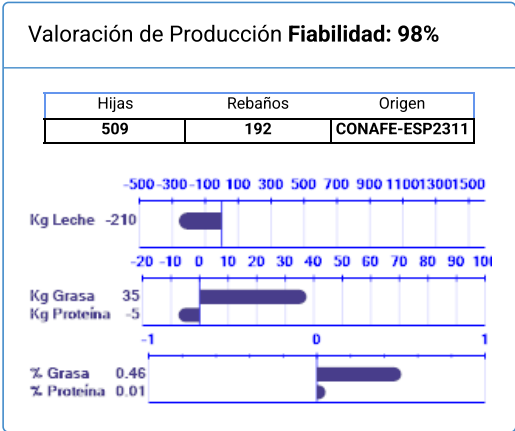 Valoración de Producción Fiabilidad: 98%
Hijas Rebaños Origen
509 192 CONAFE-ESP2311
-500 -300 -100 100 300 500 700 900 1100 1300 1500
Kg Leche -210
-20 -10 0 10 20 30 40 50 60 70 80 90 10
Kg Grasa 35
Kg Proteína -5
-1 0 1
% Grasa 0.46
% Proteína 0.01